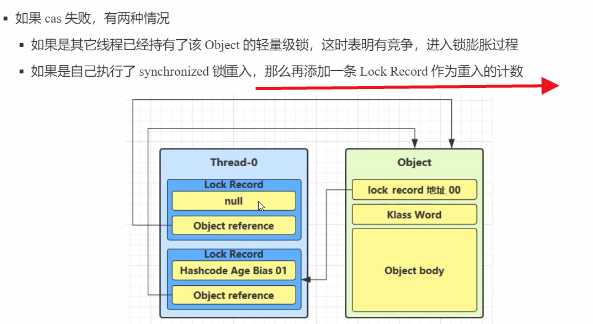 如果 cas 失败，有两种情况
如果是其它线程已经持有了该 Object 的轻量级锁，这时表明有竞争，进入锁膨胀过程
如果是自己执行了 synchronized 锁重入，那么再添加一条 Lock Record 作为重入的计数
Thread-0
Lock Record
null
Object reference
Lock Record
Hashcode Age Bias 01
Object reference
Object
lock record 地址 00
Klass Word
Object body